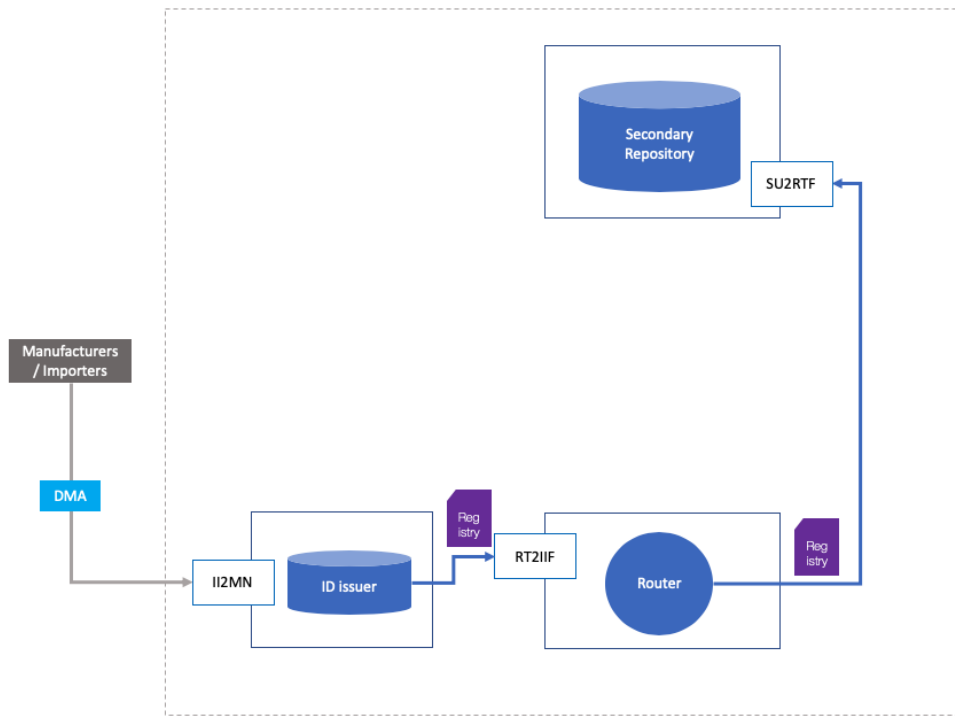 Secondary
Repository
SU2RTF
Manufacturers
/ Importers
DMA
Reg
istry
II2MN
ID issuer
RT2IIF
Router
Reg
istry